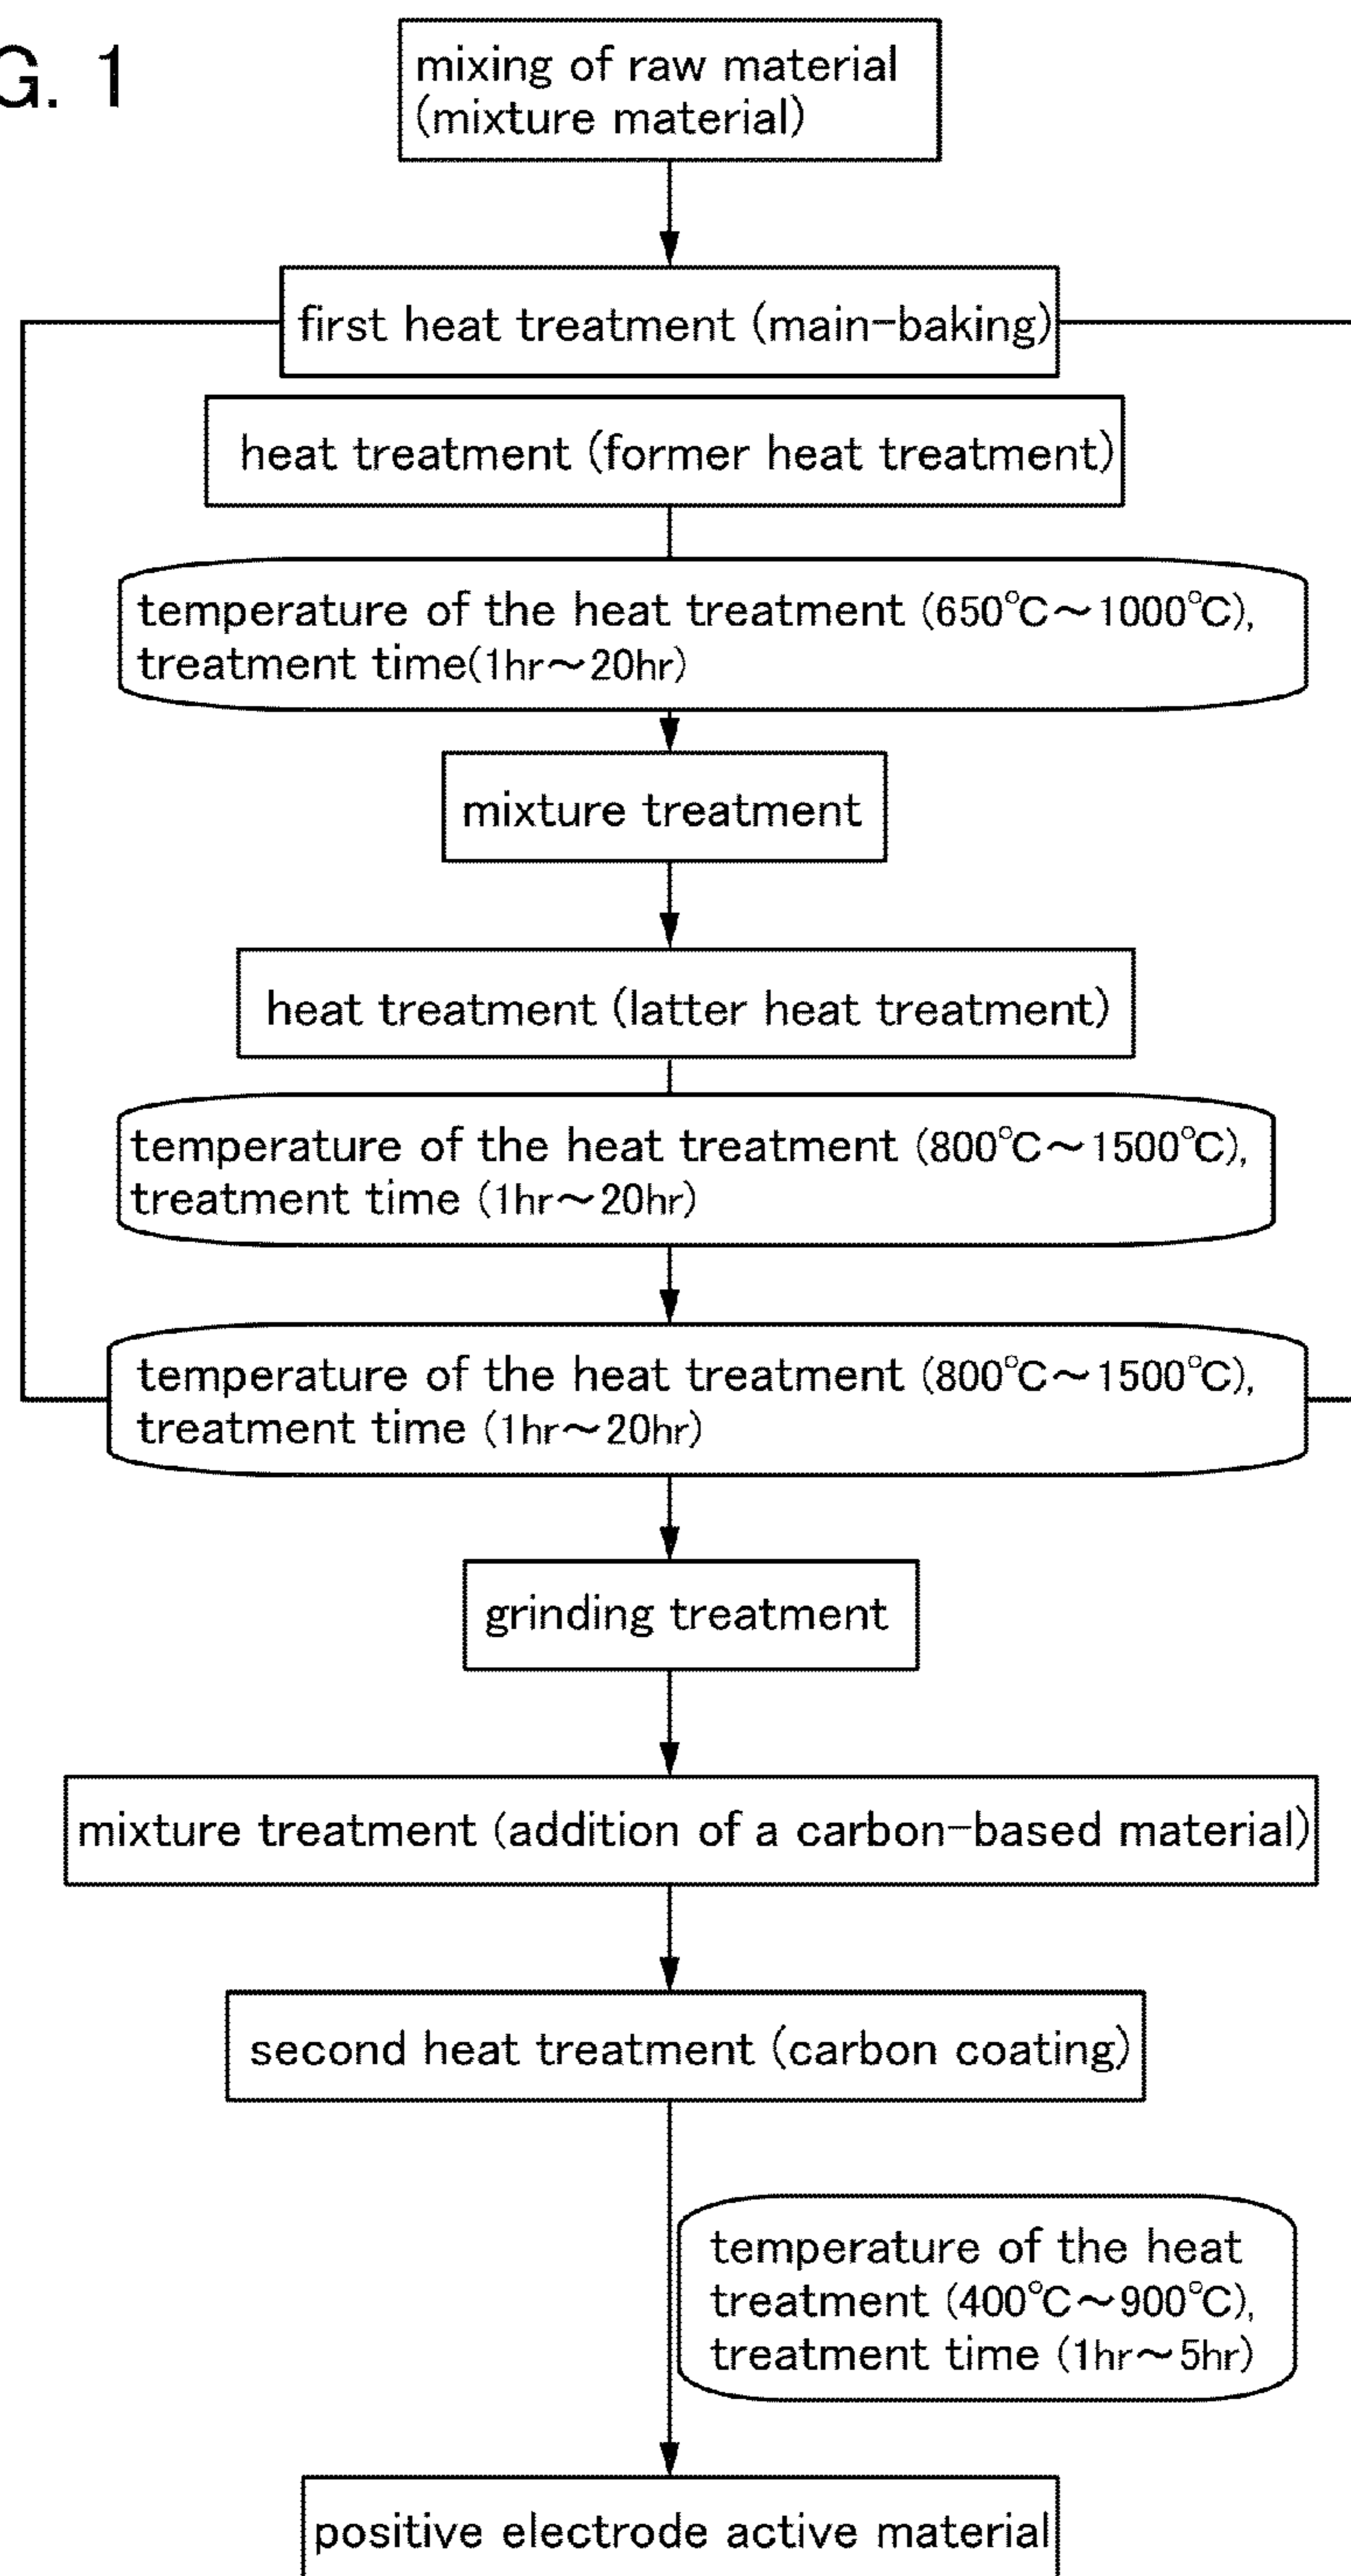 G. 1
mixing of raw material
(mixture material)
first heat treatment (main-baking)
heat treatment (former heat treatment)
temperature of the heat treatment (650℃~1000℃),
treatment time(1hr~20hr)
mixture treatment
heat treatment (latter heat treatment)
temperature of the heat treatment (800℃~1500℃),
treatment time (1hr~20hr)
temperature of the heat treatment (800℃~1500℃),
treatment time (1hr~20hr)
grinding treatment
mixture treatment (addition of a carbon-based material)
second heat treatment (carbon coating)
temperature of the heat
treatment (400℃~900℃),
treatment time (1hr~5hr)
positive electrode active material